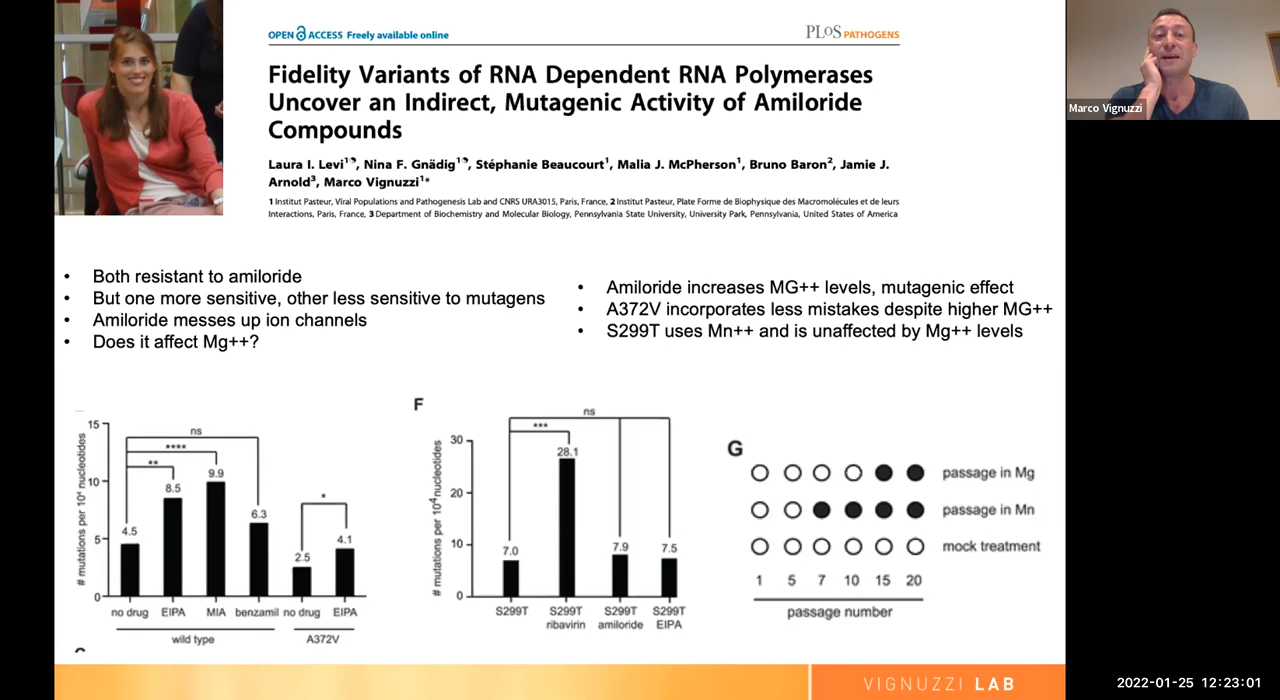 OPEN ACCESS Freely available online
PLoS PATHOGENS
Fidelity Variants of RNA Dependent RNA Polymerases
Uncover an Indirect, Mutagenic Activity of Amiloride
Compounds
Laura I. Levi1☯, Nina F. Gnädig1☯, Stéphanie Beaucourt1, Malia J. McPherson1, Bruno Baron2, Jamie J.
Arnold3, Marco Vignuzzi1*
1 Institut Pasteur, Viral Populations and Pathogenesis Lab and CNRS URA3015, Paris, France, 2 Institut Pasteur, Plate Forme de Biophysique des Macromolécules et de leurs
Interactions, Paris, France, 3 Department of Biochemistry and Molecular Biology, Pennsylvania State University, University Park, Pennsylvania, United States of America
Marco Vignuzzi
• Both resistant to amiloride
• But one more sensitive, other less sensitive to mutagens
• Amiloride messes up ion channels
• Does it affect Mg++?
• Amiloride increases MG++ levels, mutagenic effect
• A372V incorporates less mistakes despite higher MG++
• S299T uses Mn++ and is unaffected by Mg++ levels
# mutations per 10⁴ nucleotides
15
10
5
0
ns
****
**
*
4.5
8.5
9.9
6.3
2.5
4.1
no drug EIPA MIA benzamil no drug EIPA
wild type A372V
F
# mutations per 10⁴ nucleotides
30
20
10
0
ns
***
7.0
28.1
7.9
7.5
S299T S299T S299T S299T
ribavirin amiloride EIPA
G
passage in Mg
passage in Mn
mock treatment
1 5 7 10 15 20
passage number
VIGNUZZI LAB
2022-01-25 12:23:01